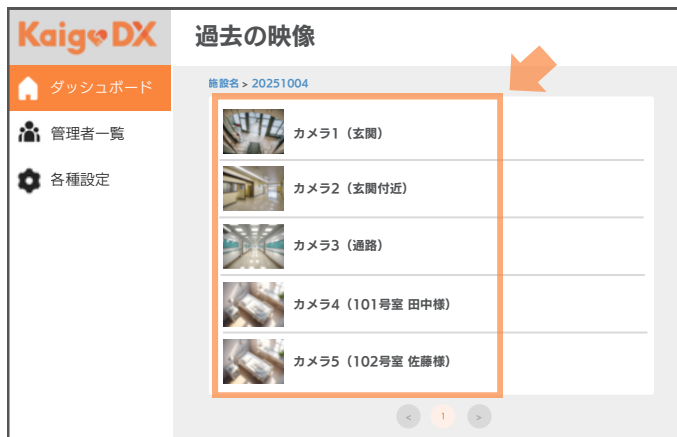 Kaigo DX
過去の映像
ダッシュボード
管理者一覧
各種設定
施設名 > 20251004
カメラ1（玄関）
カメラ2（玄関付近）
カメラ3（通路）
カメラ4（101号室 田中様）
カメラ5（102号室 佐藤様）
< 1 >